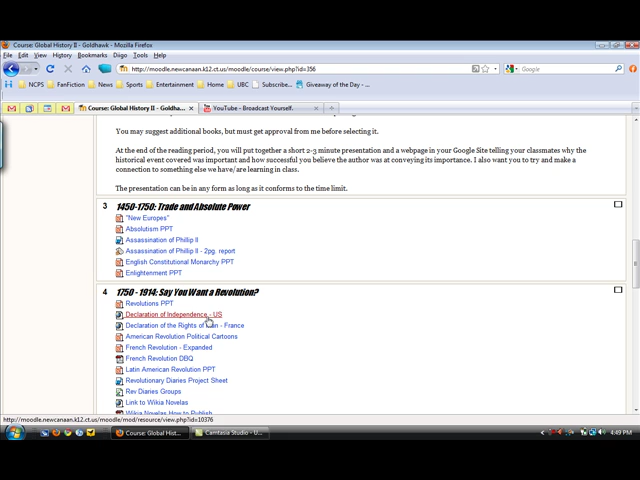 Course: Global History II - Goldhawk - Mozilla Firefox
File Edit View History Bookmarks Diigo Tools Help
http://moodle.newcanaan.k12.ct.us/moodle/course/view.php?id=356
Google
NCPS FanFiction News Sports Entertainment Home UBC Subscribe... Giveaway of the Day - ...
Course: Global History II - Goldha... YouTube - Broadcast Yourself.
You may suggest additional books, but must get approval from me before selecting it.
At the end of the reading period, you will put together a short 2-3 minute presentation and a webpage in your Google Site telling your classmates why the
historical event covered was important and how successful you believe the author was at conveying its importance. I also want you to try and make a
connection to something else we have/are learning in class.
The presentation can be in any form as long as it conforms to the time limit.
3 1450-1750: Trade and Absolute Power
"New Europes"
Absolutism PPT
Assassination of Phillip II
Assassination of Phillip II - 2pg. report
English Constitutional Monarchy PPT
Enlightenment PPT
4 1750 - 1914: Say You Want a Revolution?
Revolutions PPT
Declaration of Independence - US
Declaration of the Rights of Man - France
American Revolution Political Cartoons
French Revolution - Expanded
French Revolution DBQ
Latin American Revolution PPT
Revolutionary Diaries Project Sheet
Rev Diaries Groups
Link to Wikia Novelas
Wikia Novelas How to Publish
http://moodle.newcanaan.k12.ct.us/moodle/mod/resource/view.php?id=10376
Course: Global Hist... Camtasia Studio - U... 4:49 PM